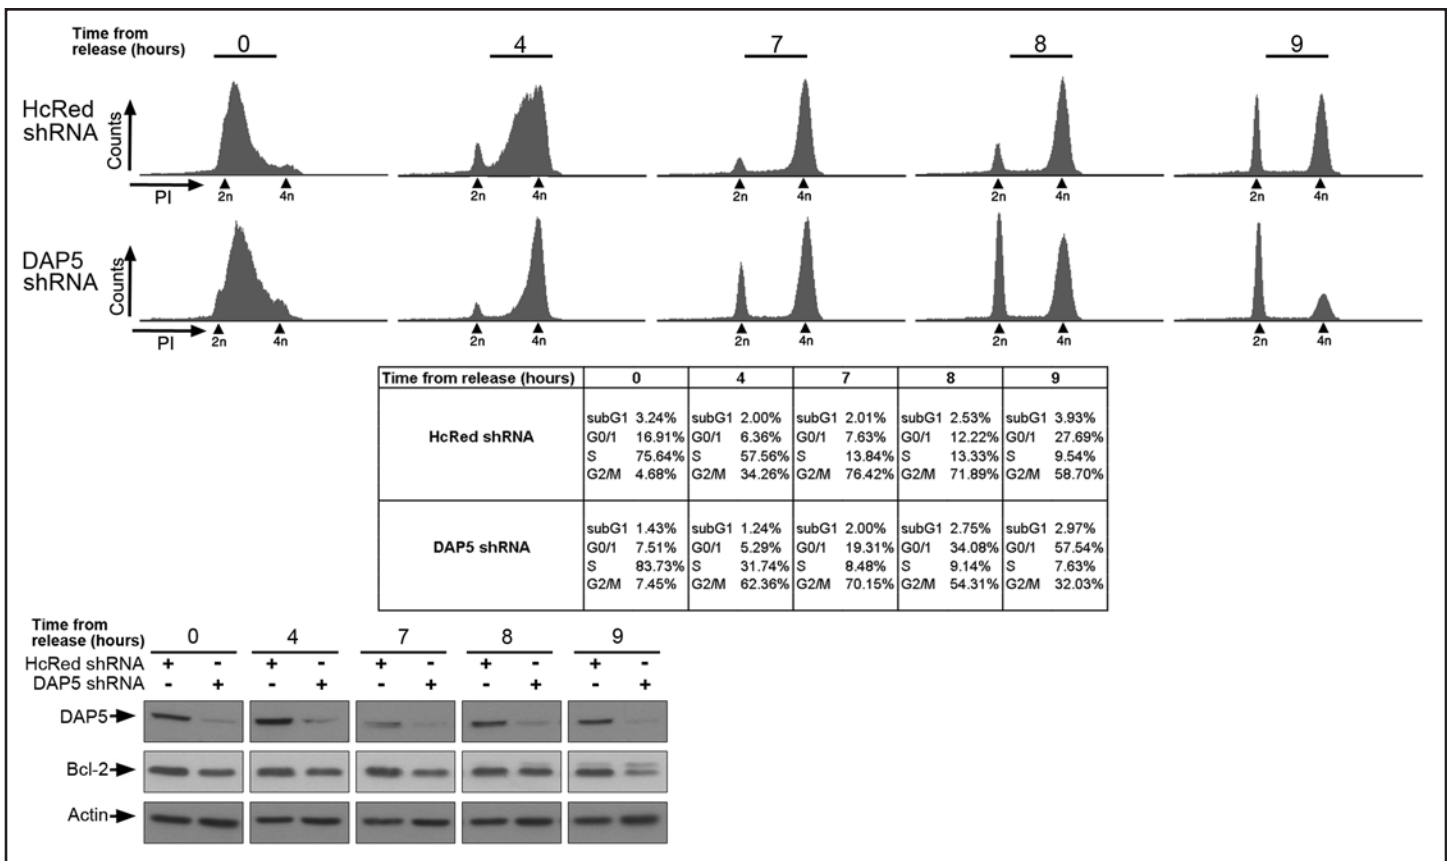 Time from
release (hours)
0 4 7 8 9
HcRed
shRNA
Counts
PI
2n 4n 2n 4n 2n 4n 2n 4n 2n 4n
DAP5
shRNA
Counts
PI
2n 4n 2n 4n 2n 4n 2n 4n 2n 4n
Time from release (hours) 0 4 7 8 9
subG1 3.24% subG1 2.00% subG1 2.01% subG1 2.53% subG1 3.93%
HcRed shRNA G0/1 16.91% G0/1 6.36% G0/1 7.63% G0/1 12.22% G0/1 27.69%
S 75.64% S 57.56% S 13.84% S 13.33% S 9.54%
G2/M 4.68% G2/M 34.26% G2/M 76.42% G2/M 71.89% G2/M 58.70%
subG1 1.43% subG1 1.24% subG1 2.00% subG1 2.75% subG1 2.97%
DAP5 shRNA G0/1 7.51% G0/1 5.29% G0/1 19.31% G0/1 34.08% G0/1 57.54%
S 83.73% S 31.74% S 8.48% S 9.14% S 7.63%
G2/M 7.45% G2/M 62.36% G2/M 70.15% G2/M 54.31% G2/M 32.03%
Time from
release (hours) 0 4 7 8 9
HcRed shRNA + - + - + - + - + -
DAP5 shRNA - + - + - + - + - +
DAP5
Bcl-2
Actin